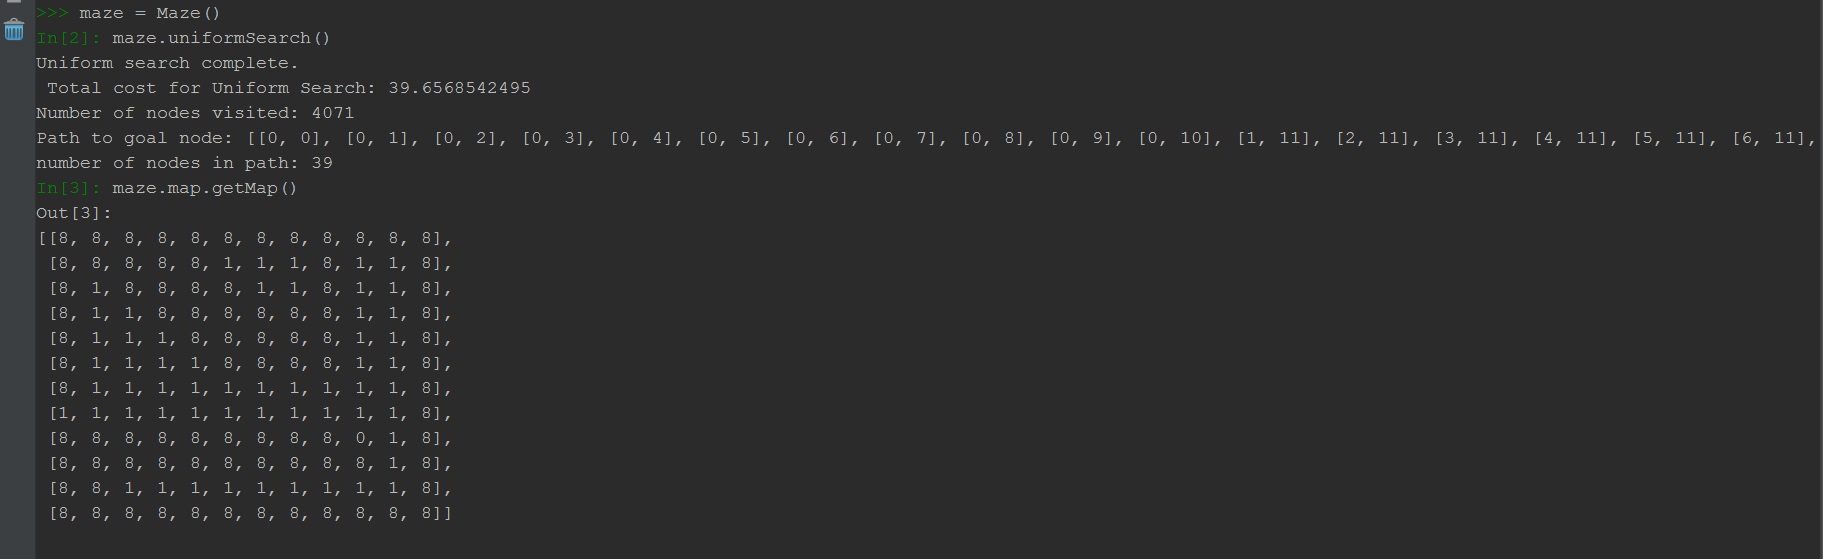 >>> maze = Maze()
In[2]: maze.uniformSearch()
Uniform search complete.
 Total cost for Uniform Search: 39.6568542495
Number of nodes visited: 4071
Path to goal node: [[0, 0], [0, 1], [0, 2], [0, 3], [0, 4], [0, 5], [0, 6], [0, 7], [0, 8], [0, 9], [0, 10], [1, 11], [2, 11], [3, 11], [4, 11], [5, 11], [6, 11],
number of nodes in path: 39
In[3]: maze.map.getMap()
Out[3]:
[[8, 8, 8, 8, 8, 8, 8, 8, 8, 8, 8, 8],
 [8, 8, 8, 8, 8, 1, 1, 1, 8, 1, 1, 8],
 [8, 1, 8, 8, 8, 8, 1, 1, 8, 1, 1, 8],
 [8, 1, 1, 8, 8, 8, 8, 8, 8, 1, 1, 8],
 [8, 1, 1, 1, 8, 8, 8, 8, 8, 1, 1, 8],
 [8, 1, 1, 1, 1, 8, 8, 8, 8, 1, 1, 8],
 [8, 1, 1, 1, 1, 1, 1, 1, 1, 1, 1, 8],
 [1, 1, 1, 1, 1, 1, 1, 1, 1, 1, 1, 8],
 [8, 8, 8, 8, 8, 8, 8, 8, 8, 0, 1, 8],
 [8, 8, 8, 8, 8, 8, 8, 8, 8, 8, 1, 8],
 [8, 8, 1, 1, 1, 1, 1, 1, 1, 1, 1, 8],
 [8, 8, 8, 8, 8, 8, 8, 8, 8, 8, 8, 8]]